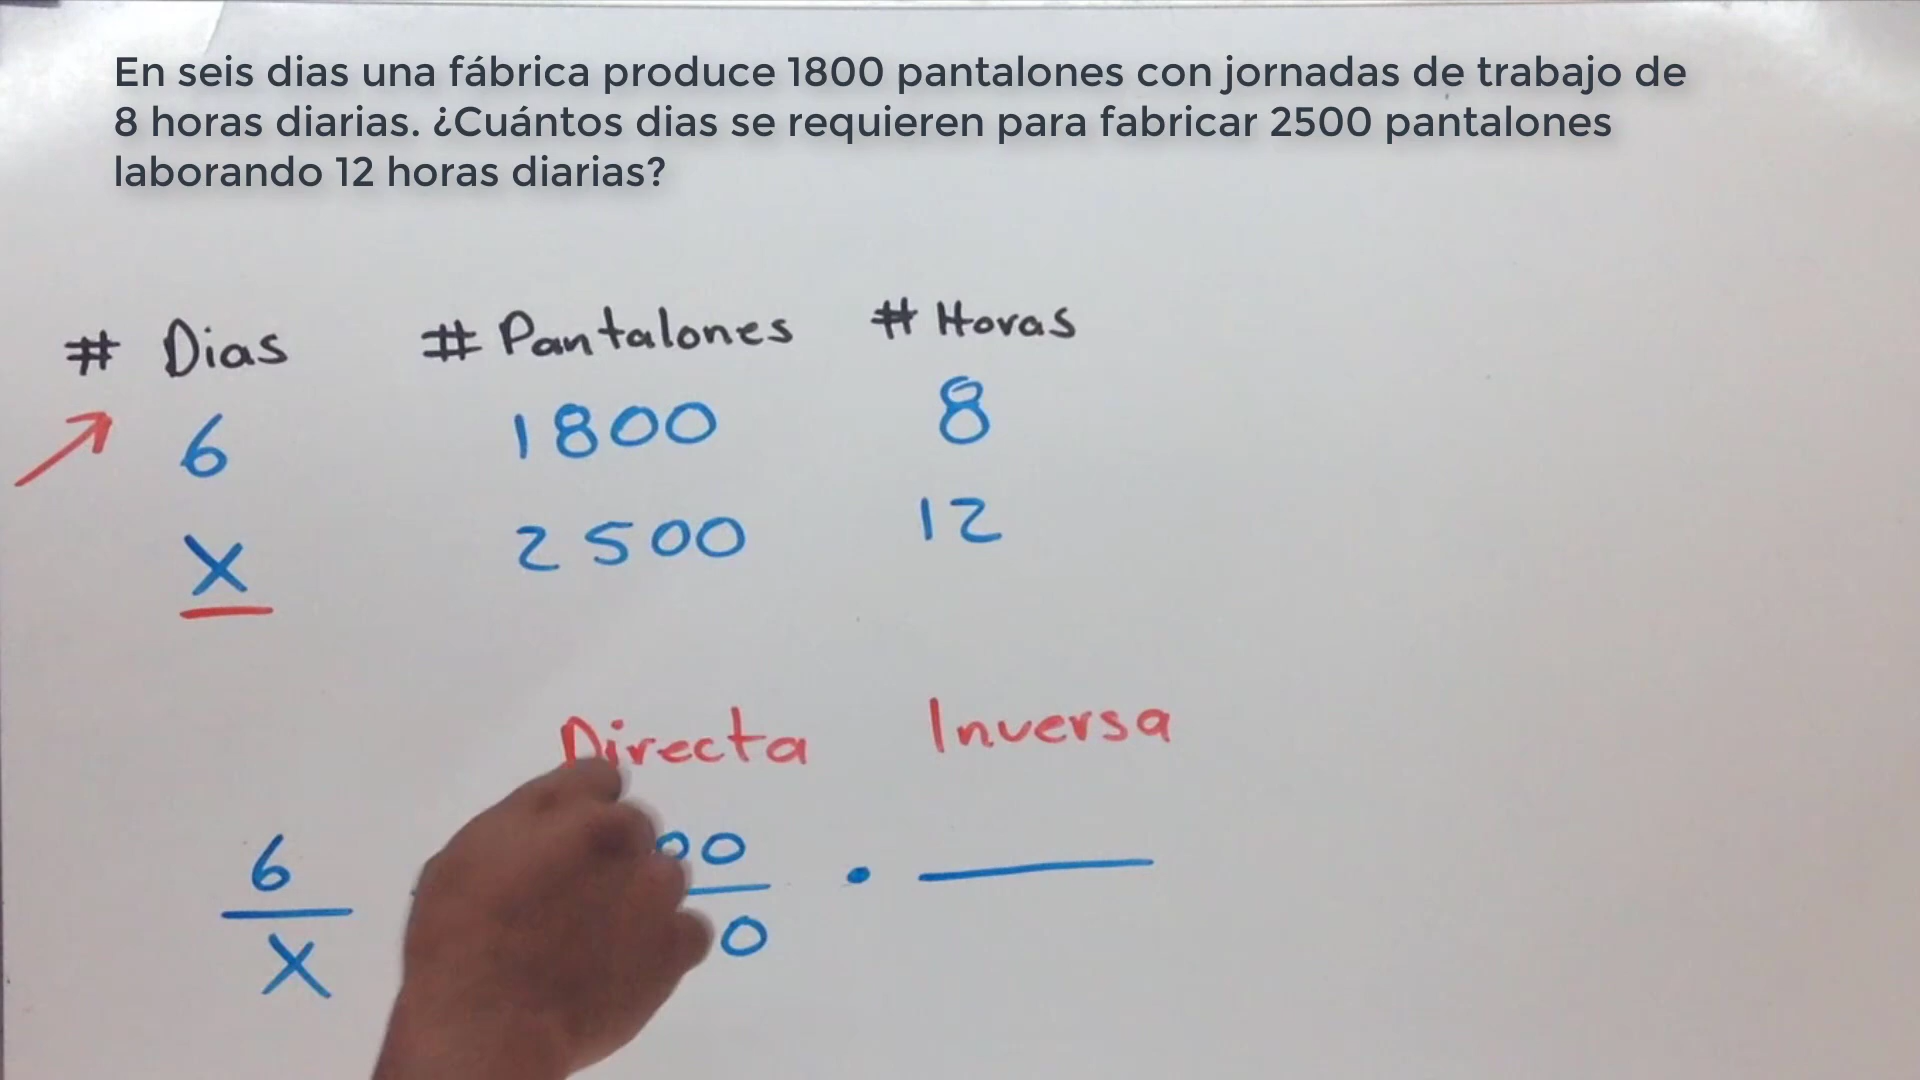 En seis dias una fábrica produce 1800 pantalones con jornadas de trabajo de
8 horas diarias. ¿Cuántos dias se requieren para fabricar 2500 pantalones
laborando 12 horas diarias?
# Dias # Pantalones # Horas
6 1800 8
X 2500 12
Directa Inversa
6 00
X 0